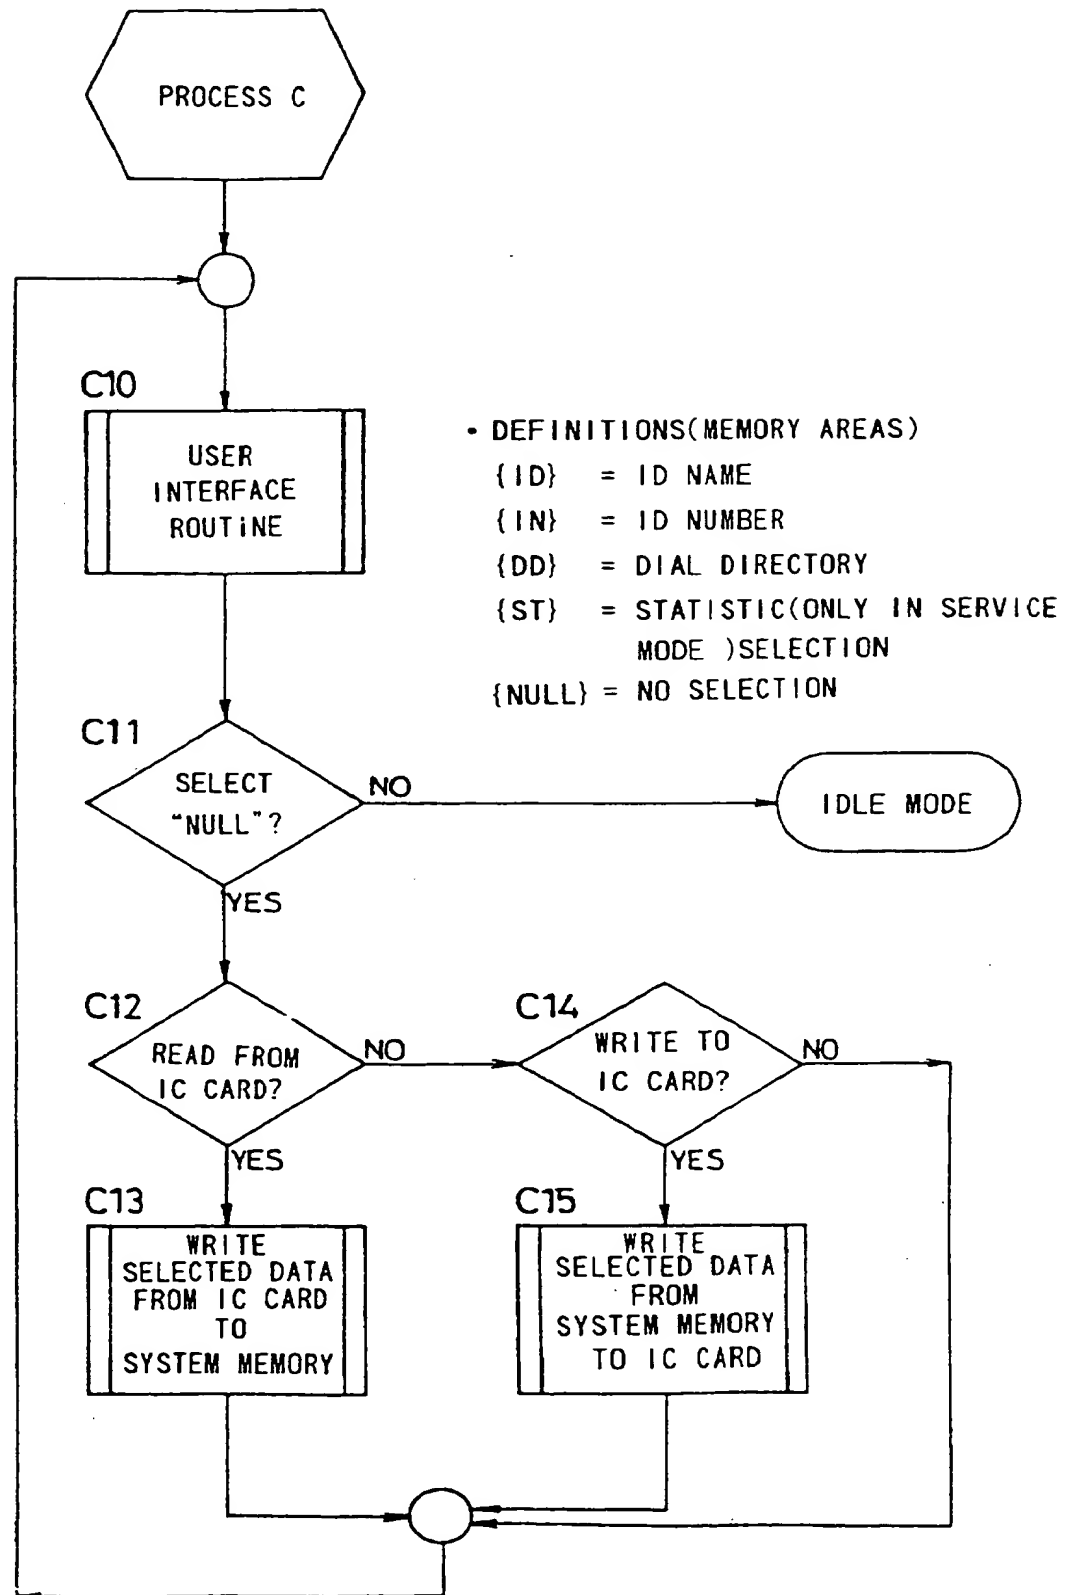 PROCESS C
C10
USER
INTERFACE
ROUTINE
• DEFINITIONS(MEMORY AREAS)
{ID} = ID NAME
{IN} = ID NUMBER
{DD} = DIAL DIRECTORY
{ST} = STATISTIC(ONLY IN SERVICE
MODE )SELECTION
{NULL} = NO SELECTION
C11
SELECT
"NULL"?
NO
IDLE MODE
YES
C12
READ FROM
IC CARD?
NO
C14
WRITE TO
IC CARD?
NO
YES
YES
C13
WRITE
SELECTED DATA
FROM IC CARD
TO
SYSTEM MEMORY
C15
WRITE
SELECTED DATA
FROM
SYSTEM MEMORY
TO IC CARD